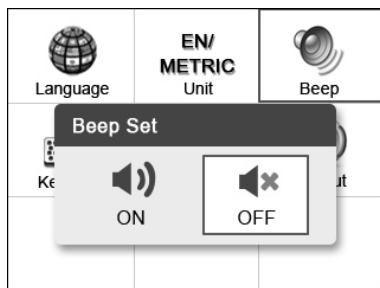 EN/
METRIC
Language
Unit
Beep
Beep Set
ON
OFF